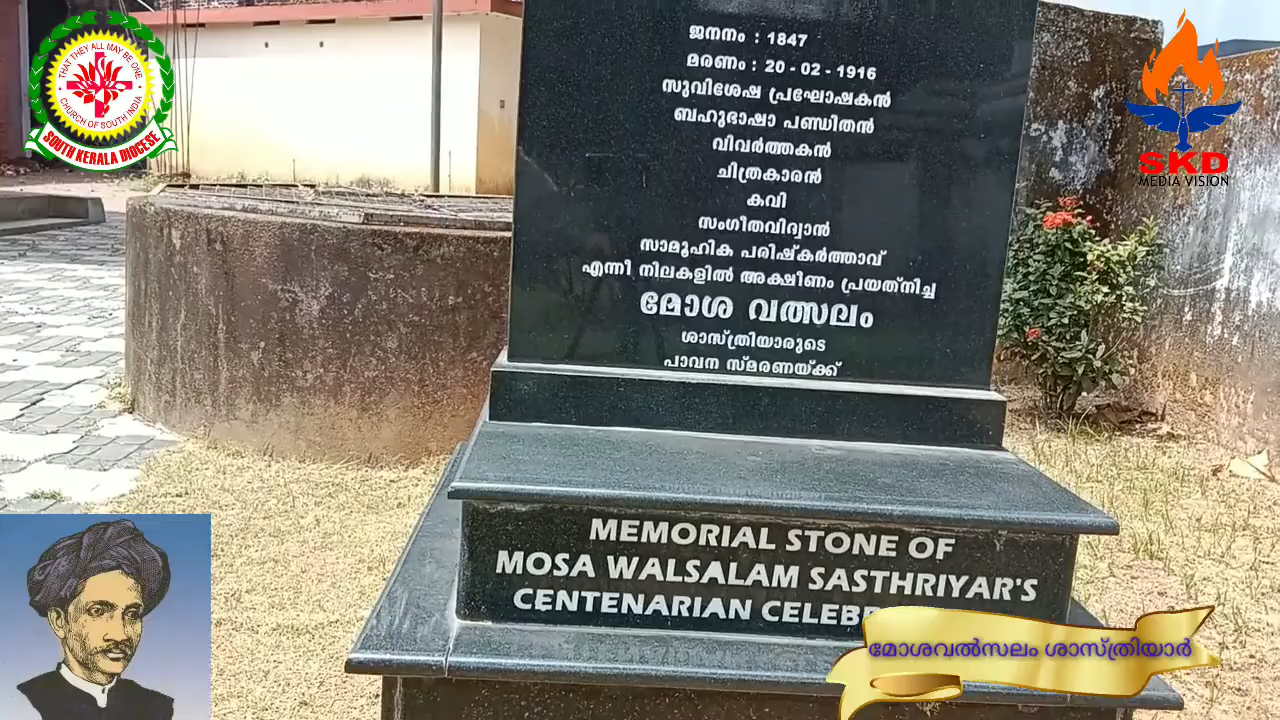 ജനനം : 1847
മരണം : 20 - 02 - 1916
സുവിശേഷ പ്രഘോഷകൻ
ബഹുഭാഷാ പണ്ഡിതൻ
വിവർത്തകൻ
ചിത്രകാരൻ
കവി
സംഗീതവിദ്വാൻ
സാമൂഹിക പരിഷ്കർത്താവ്
എന്നീ നിലകളിൽ അക്ഷീണം പ്രയത്നിച്ച
മോശ വത്സലം
ശാസ്ത്രിയാരുടെ
പാവന സ്മരണയ്ക്ക്
MEMORIAL STONE OF
MOSA WALSALAM SASTHRIYAR'S
CENTENARIAN
മോശവൽസലം ശാസ്ത്രിയാർ
THAT THEY ALL MAY BE ONE
CHURCH OF SOUTH INDIA
SOUTH KERALA DIOCESE
SKD
MEDIA VISION